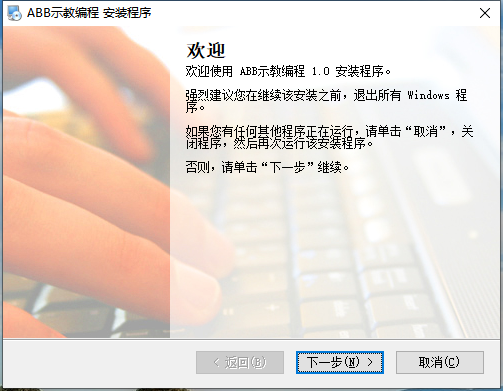 ABB示教编程 安装程序
欢迎
欢迎使用 ABB示教编程 1.0 安装程序。
强烈建议您在继续该安装之前，退出所有 Windows 程
序。
如果您有任何其他程序正在运行，请单击“取消”，关
闭程序，然后再次运行该安装程序。
否则，请单击“下一步”继续。
< 返回(B) 下一步(N) > 取消(C)